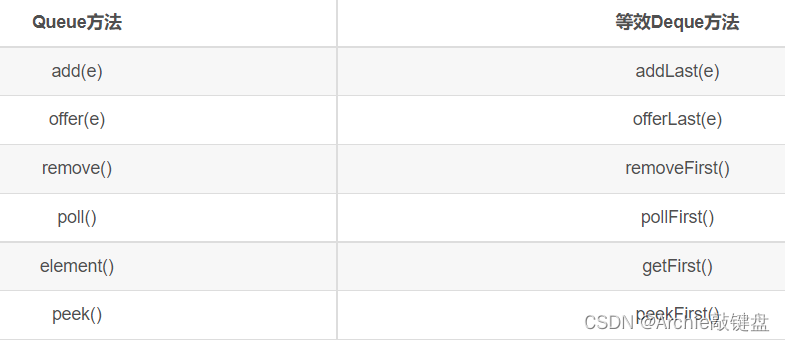 Queue方法 等效Deque方法
add(e) addLast(e)
offer(e) offerLast(e)
remove() removeFirst()
poll() pollFirst()
element() getFirst()
peek() peekFirst()
CSDN @Archie敲键盘